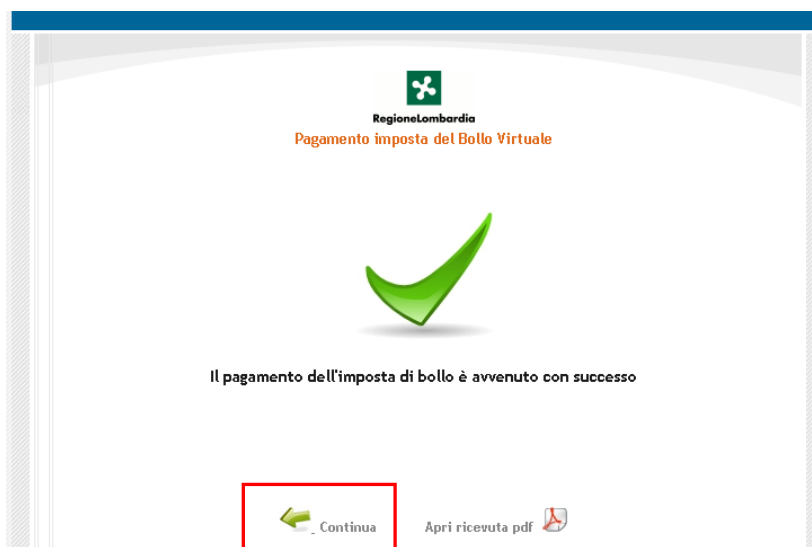 RegioneLombardia
Pagamento imposta del Bollo Virtuale
Il pagamento dell'imposta di bollo è avvenuto con successo
Continua
Apri ricevuta pdf